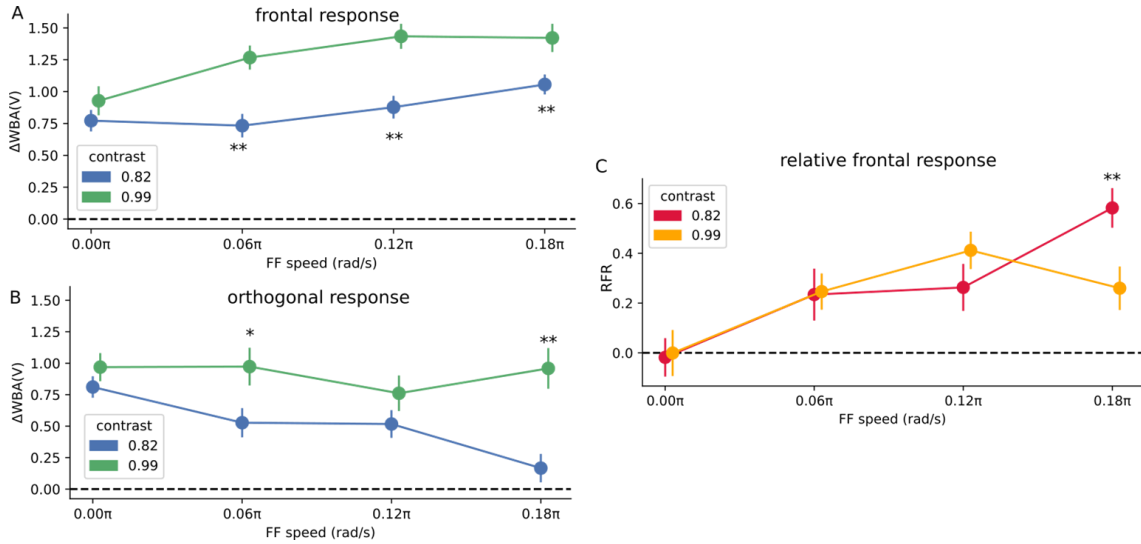 A
frontal response
1.50
1.25
1.00
0.75
0.50
0.25
0.00
ΔWBA(V)
**
**
**
contrast
0.82
0.99
0.00π 0.06π 0.12π 0.18π
FF speed (rad/s)
B
orthogonal response
1.50
1.25
1.00
0.75
0.50
0.25
0.00
ΔWBA(V)
*
**
contrast
0.82
0.99
0.00π 0.06π 0.12π 0.18π
FF speed (rad/s)
C
relative frontal response
**
0.6
0.4
0.2
0.0
RFR
contrast
0.82
0.99
0.00π 0.06π 0.12π 0.18π
FF speed (rad/s)